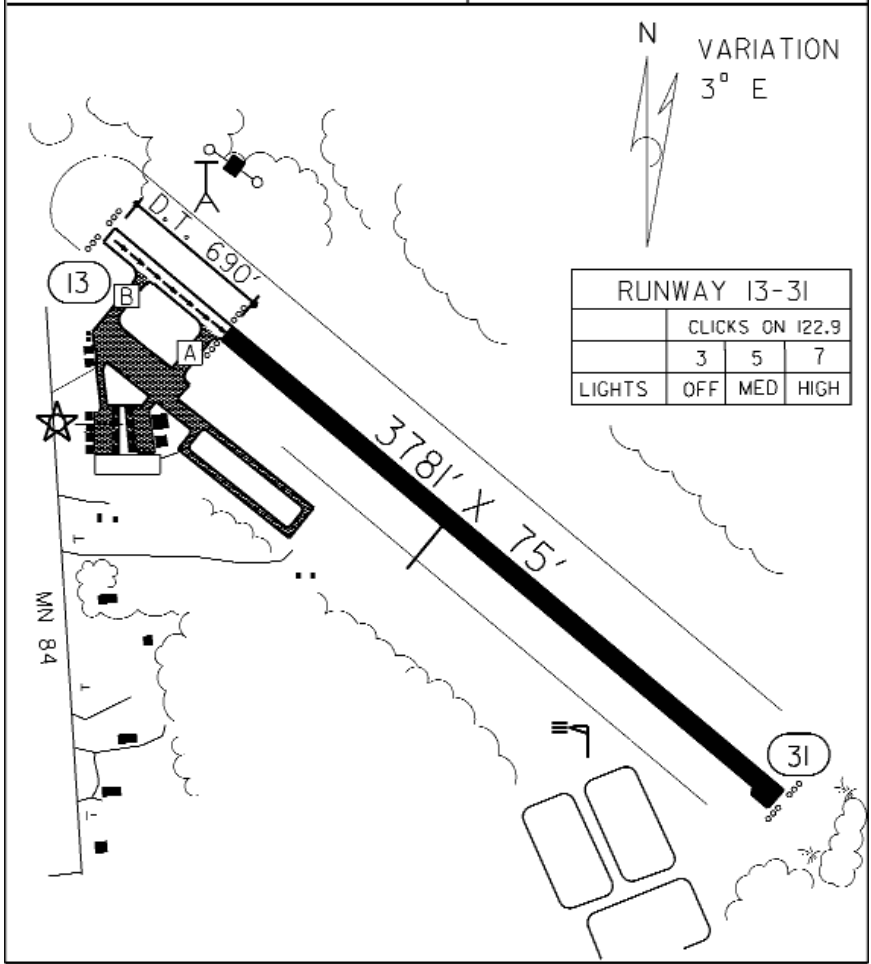 N
VARIATION
3° E
D.T. 690'
13
B
A
RUNWAY 13-31
CLICKS ON 122.9
3 5 7
LIGHTS OFF MED HIGH
3781' X 75'
MN 84
31